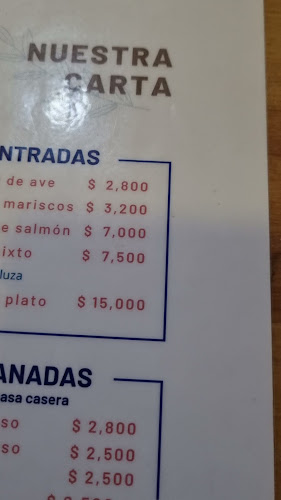 NUESTRA
CARTA
NTRADAS
de ave $ 2,800
mariscos $ 3,200
e salmón $ 7,000
ixto $ 7,500
luza
plato $ 15,000
ANADAS
asa casera
so $ 2,800
so $ 2,500
$ 2,500